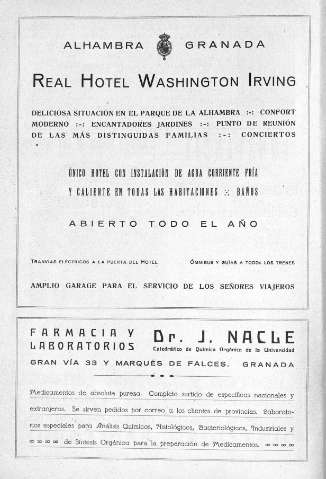 ALHAMBRA GRANADA
REAL HOTEL WASHINGTON IRVING
DELICIOSA SITUACIÓN EN EL PARQUE DE LA ALHAMBRA :-: CONFORT
MODERNO :-: ENCANTADORES JARDINES :-: PUNTO DE REUNIÓN
DE LAS MÁS DISTINGUIDAS FAMILIAS :-: CONCIERTOS
ÚNICO HOTEL CON INSTALACIÓN DE AGUA CORRIENTE FRÍA
Y CALIENTE EN TODAS LAS HABITACIONES :: BAÑOS
ABIERTO TODO EL AÑO
TRANVÍAS ELÉCTRICOS A LA PUERTA DEL HOTEL ÓMNIBUS Y GUÍAS A TODOS LOS TRENES
AMPLIO GARAGE PARA EL SERVICIO DE LOS SEÑORES VIAJEROS
FARMACIA Y
LABORATORIOS
Dr. J. NACLE
Catedrático de Química Orgánica de la Universidad
GRAN VÍA 33 Y MARQUÉS DE FALCES. GRANADA
Medicamentos de absoluta pureza. Completo surtido de específicos nacionales y
extranjeros. Se sirven pedidos por correo a los clientes de provincias. Laborato-
rios especiales para Análisis Químicos, Histológicos, Bacteriológicos, Industriales y
de Síntesis Orgánica para la preparación de Medicamentos.